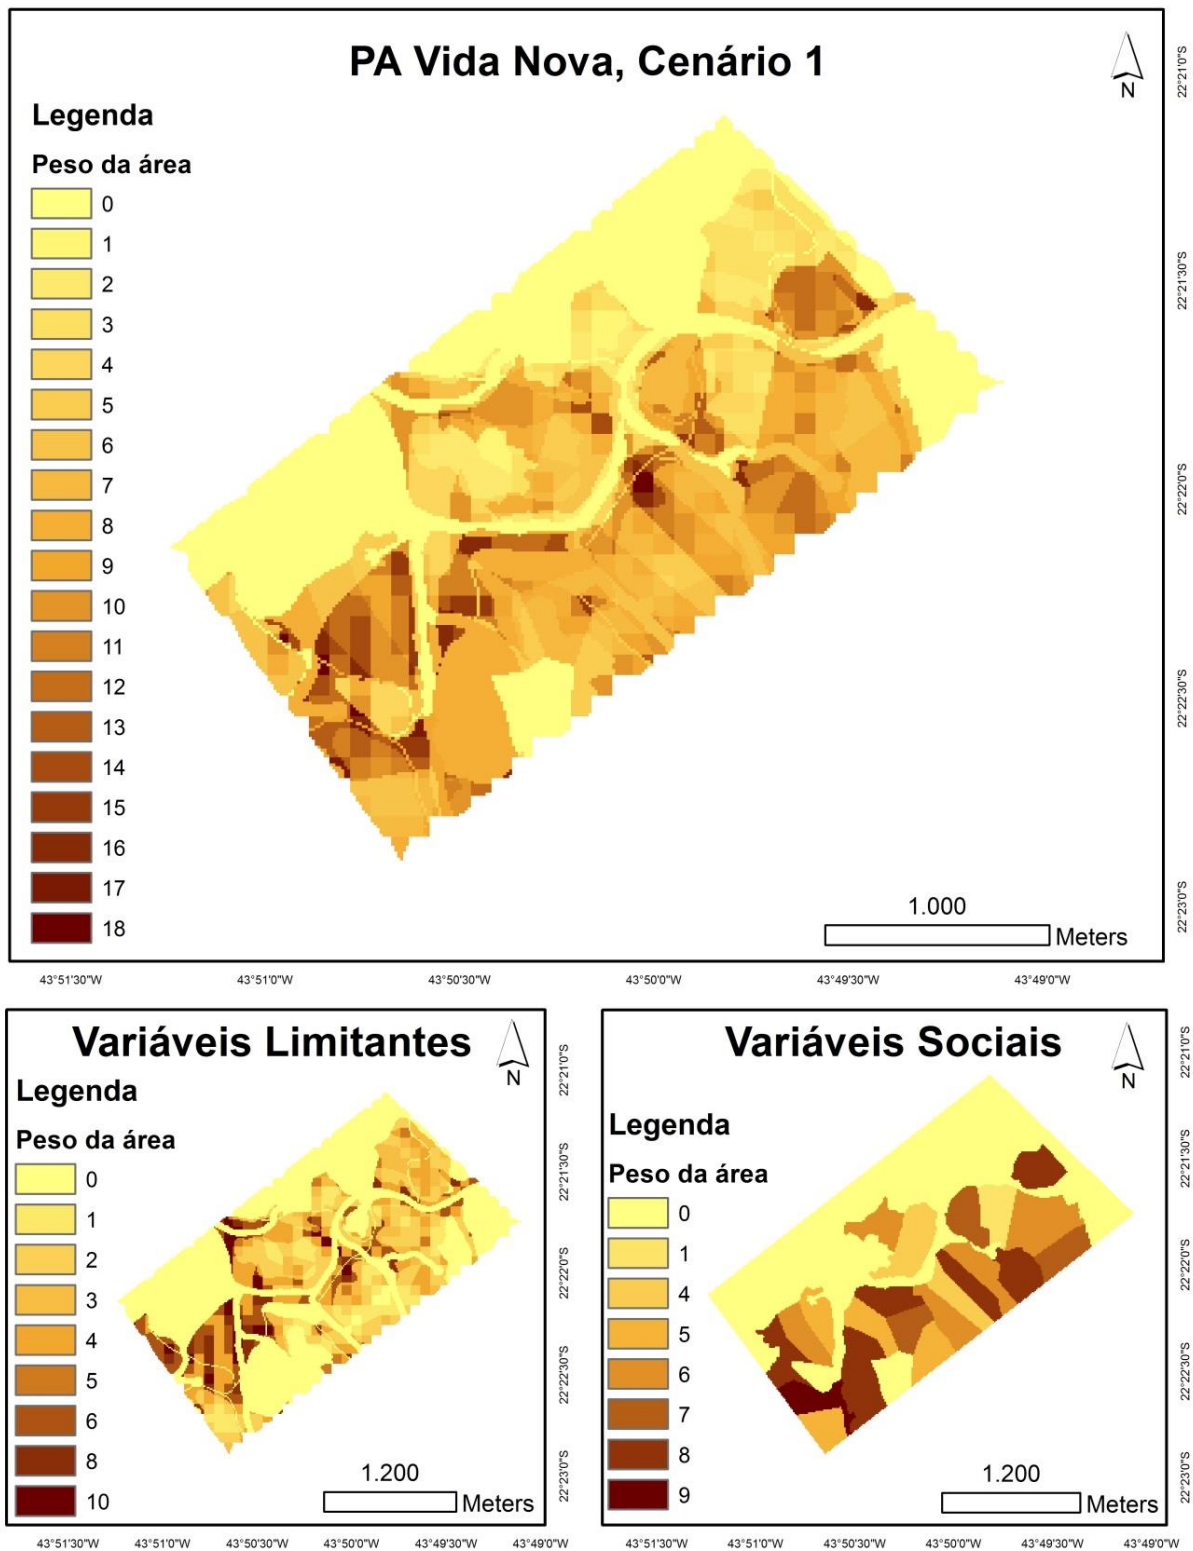 PA Vida Nova, Cenário 1
N
Legenda
Peso da área
0
1
2
3
4
5
6
7
8
9
10
11
12
13
14
15
16
17
18
1.000
Meters
22°21'0"S
22°21'30"S
22°22'0"S
22°22'30"S
22°23'0"S
43°51'30"W 43°51'0"W 43°50'30"W 43°50'0"W 43°49'30"W 43°49'0"W
Variáveis Limitantes
N
Legenda
Peso da área
0
1
2
3
4
5
6
8
10
1.200
Meters
22°21'0"S
22°21'30"S
22°22'0"S
22°22'30"S
22°23'0"S
43°51'30"W 43°51'0"W 43°50'30"W 43°50'0"W 43°49'30"W 43°49'0"W
Variáveis Sociais
N
Legenda
Peso da área
0
1
4
5
6
7
8
9
1.200
Meters
22°21'0"S
22°21'30"S
22°22'0"S
22°22'30"S
22°23'0"S
43°51'30"W 43°51'0"W 43°50'30"W 43°50'0"W 43°49'30"W 43°49'0"W